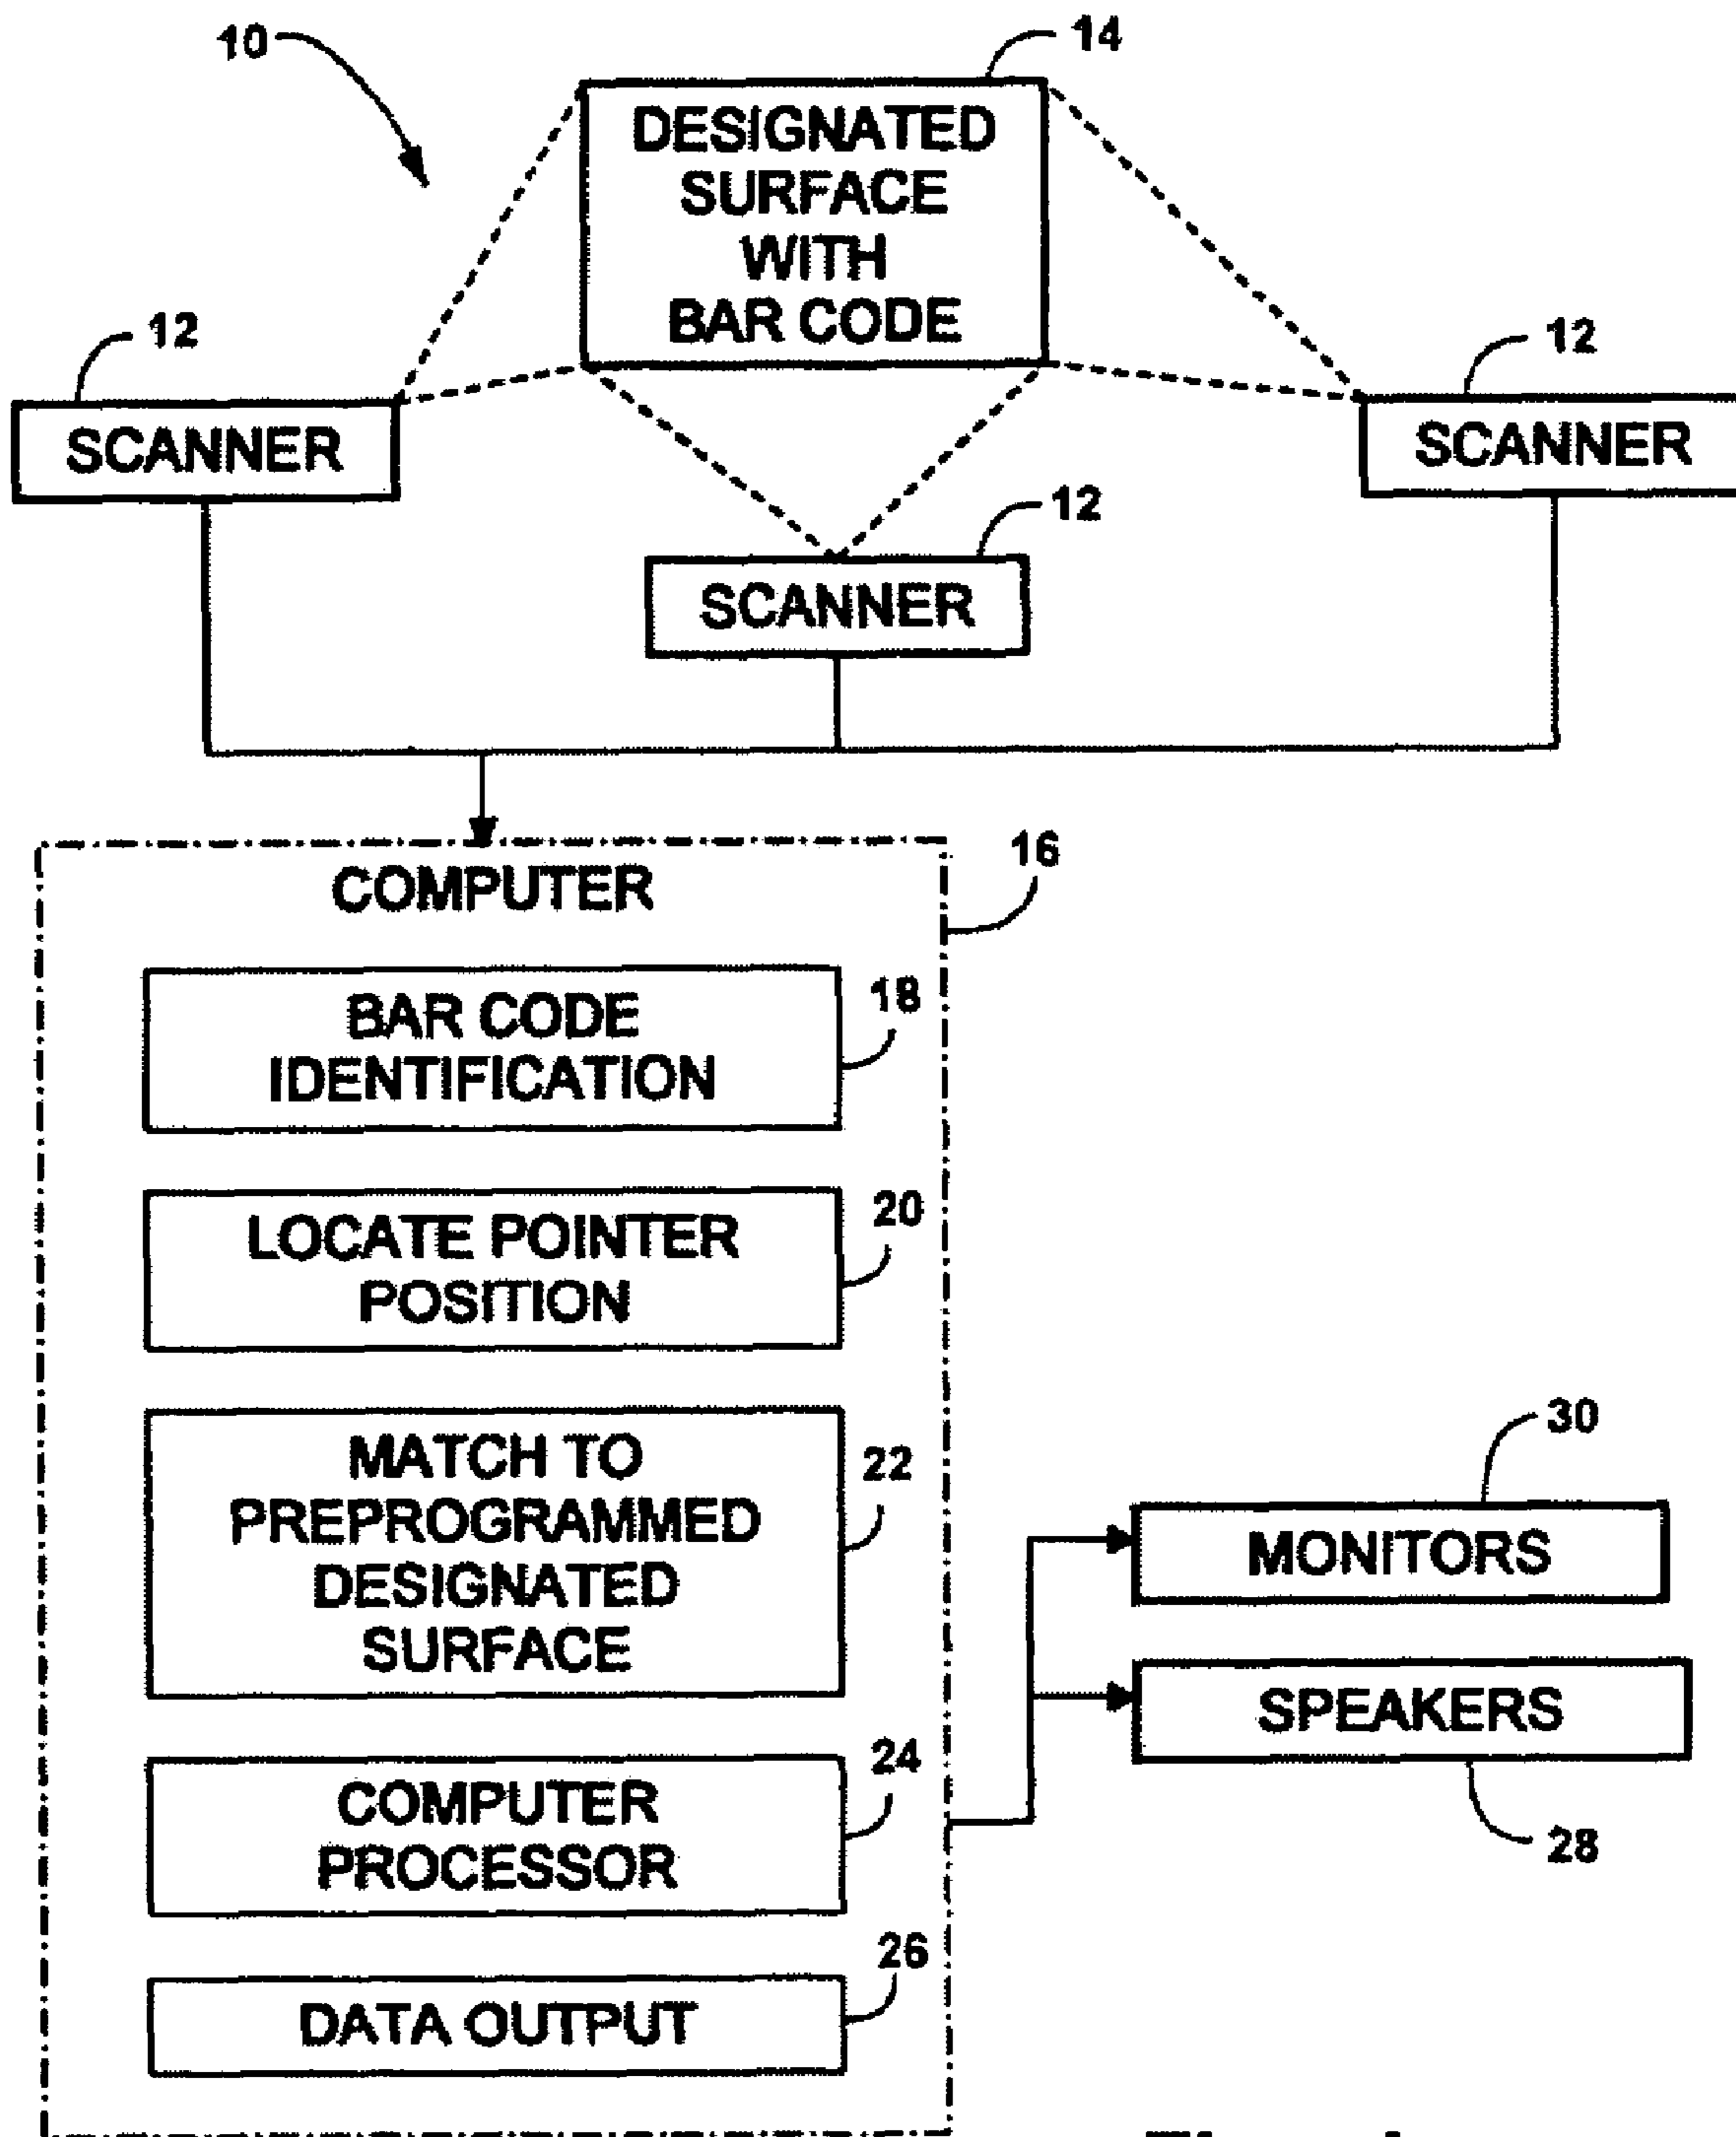 10
14
DESIGNATED
SURFACE
WITH
BAR CODE
12
SCANNER
12
SCANNER
12
SCANNER
COMPUTER
16
BAR CODE
IDENTIFICATION
18
LOCATE POINTER
POSITION
20
MATCH TO
PREPROGRAMMED
DESIGNATED
SURFACE
22
30
MONITORS
SPEAKERS
28
COMPUTER
PROCESSOR
24
DATA OUTPUT
26